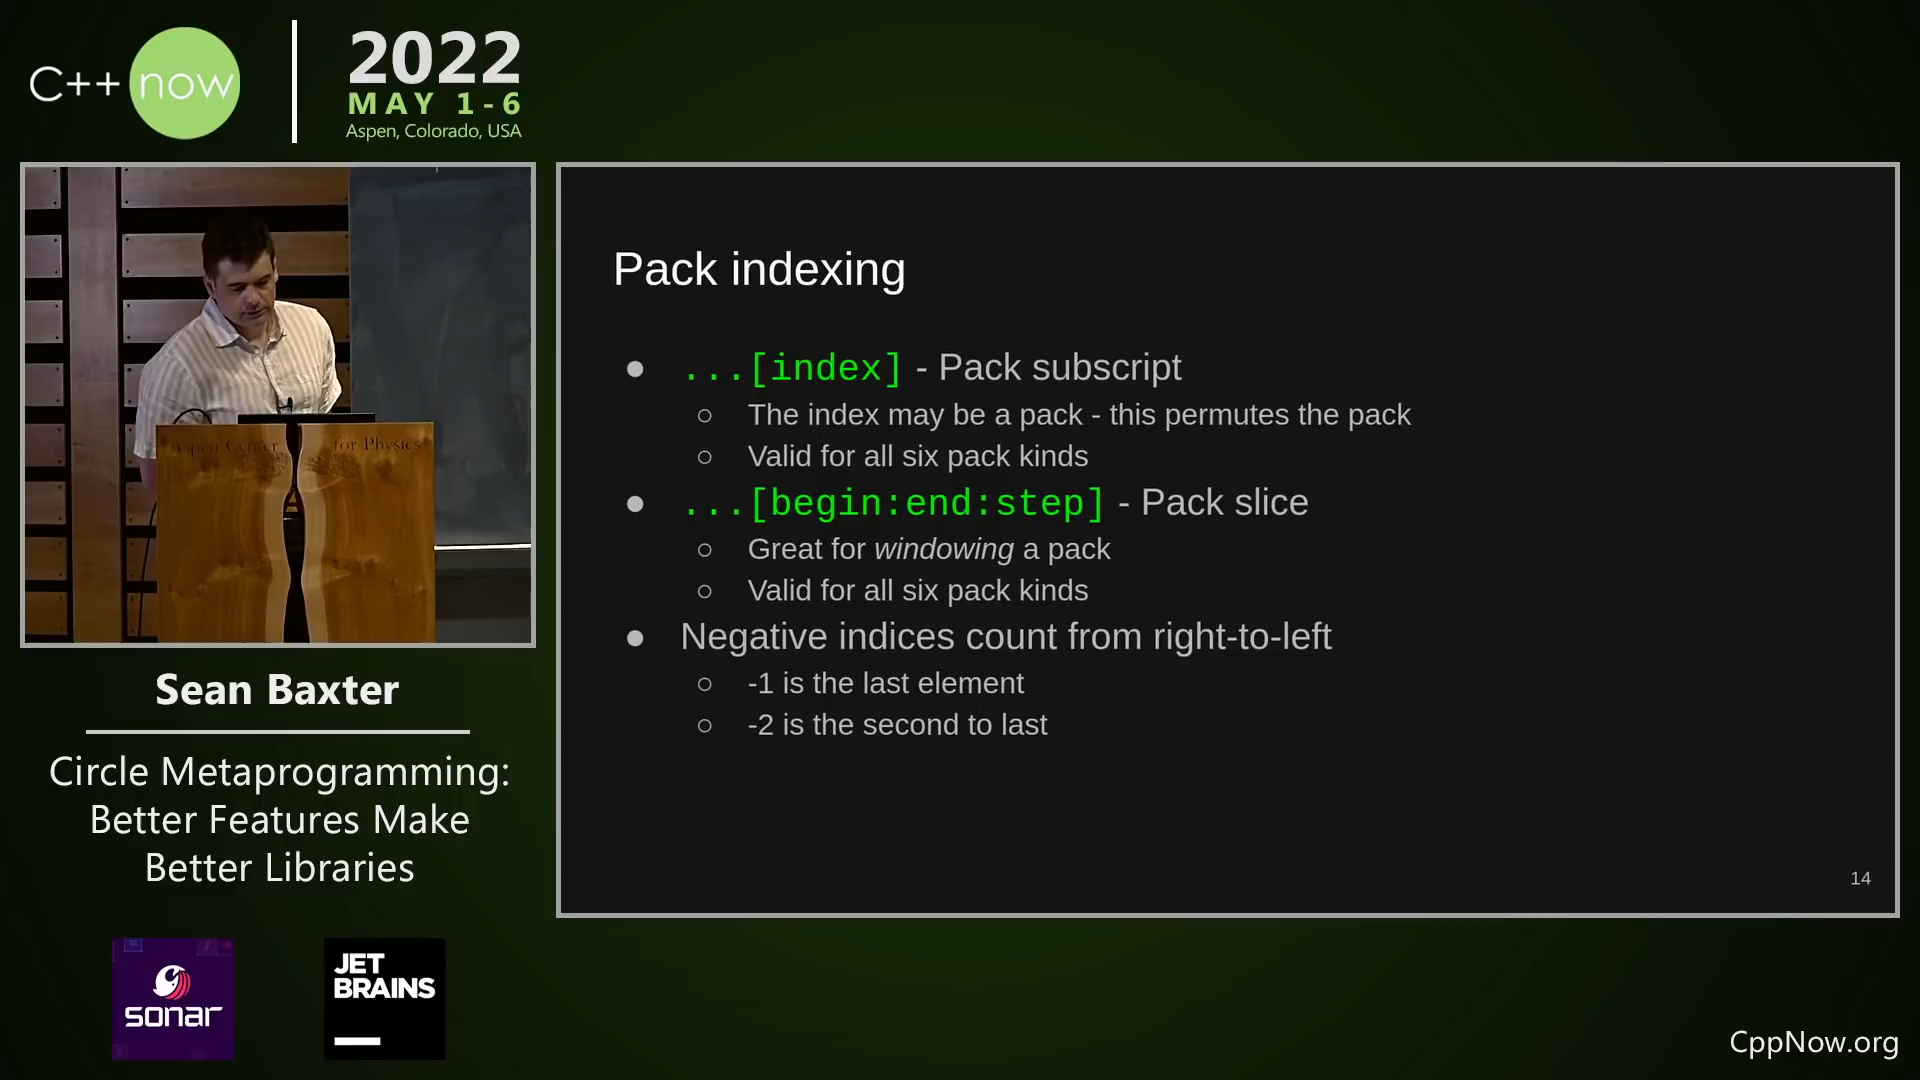 C++ now
2022
MAY 1-6
Aspen, Colorado, USA
Aspen Center for Physics
Sean Baxter
Circle Metaprogramming:
Better Features Make
Better Libraries
sonar
JET
BRAINS
Pack indexing
● ...[index] - Pack subscript
○ The index may be a pack - this permutes the pack
○ Valid for all six pack kinds
● ...[begin:end:step] - Pack slice
○ Great for windowing a pack
○ Valid for all six pack kinds
● Negative indices count from right-to-left
○ -1 is the last element
○ -2 is the second to last
14
CppNow.org